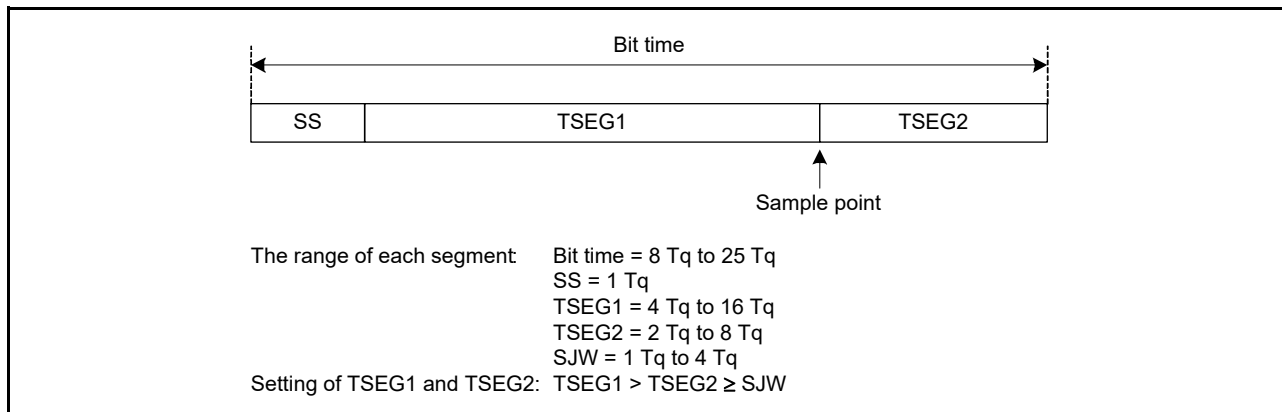 Bit time
SS TSEG1 TSEG2
Sample point
The range of each segment: Bit time = 8 Tq to 25 Tq
SS = 1 Tq
TSEG1 = 4 Tq to 16 Tq
TSEG2 = 2 Tq to 8 Tq
SJW = 1 Tq to 4 Tq
Setting of TSEG1 and TSEG2: TSEG1 > TSEG2 ≥ SJW